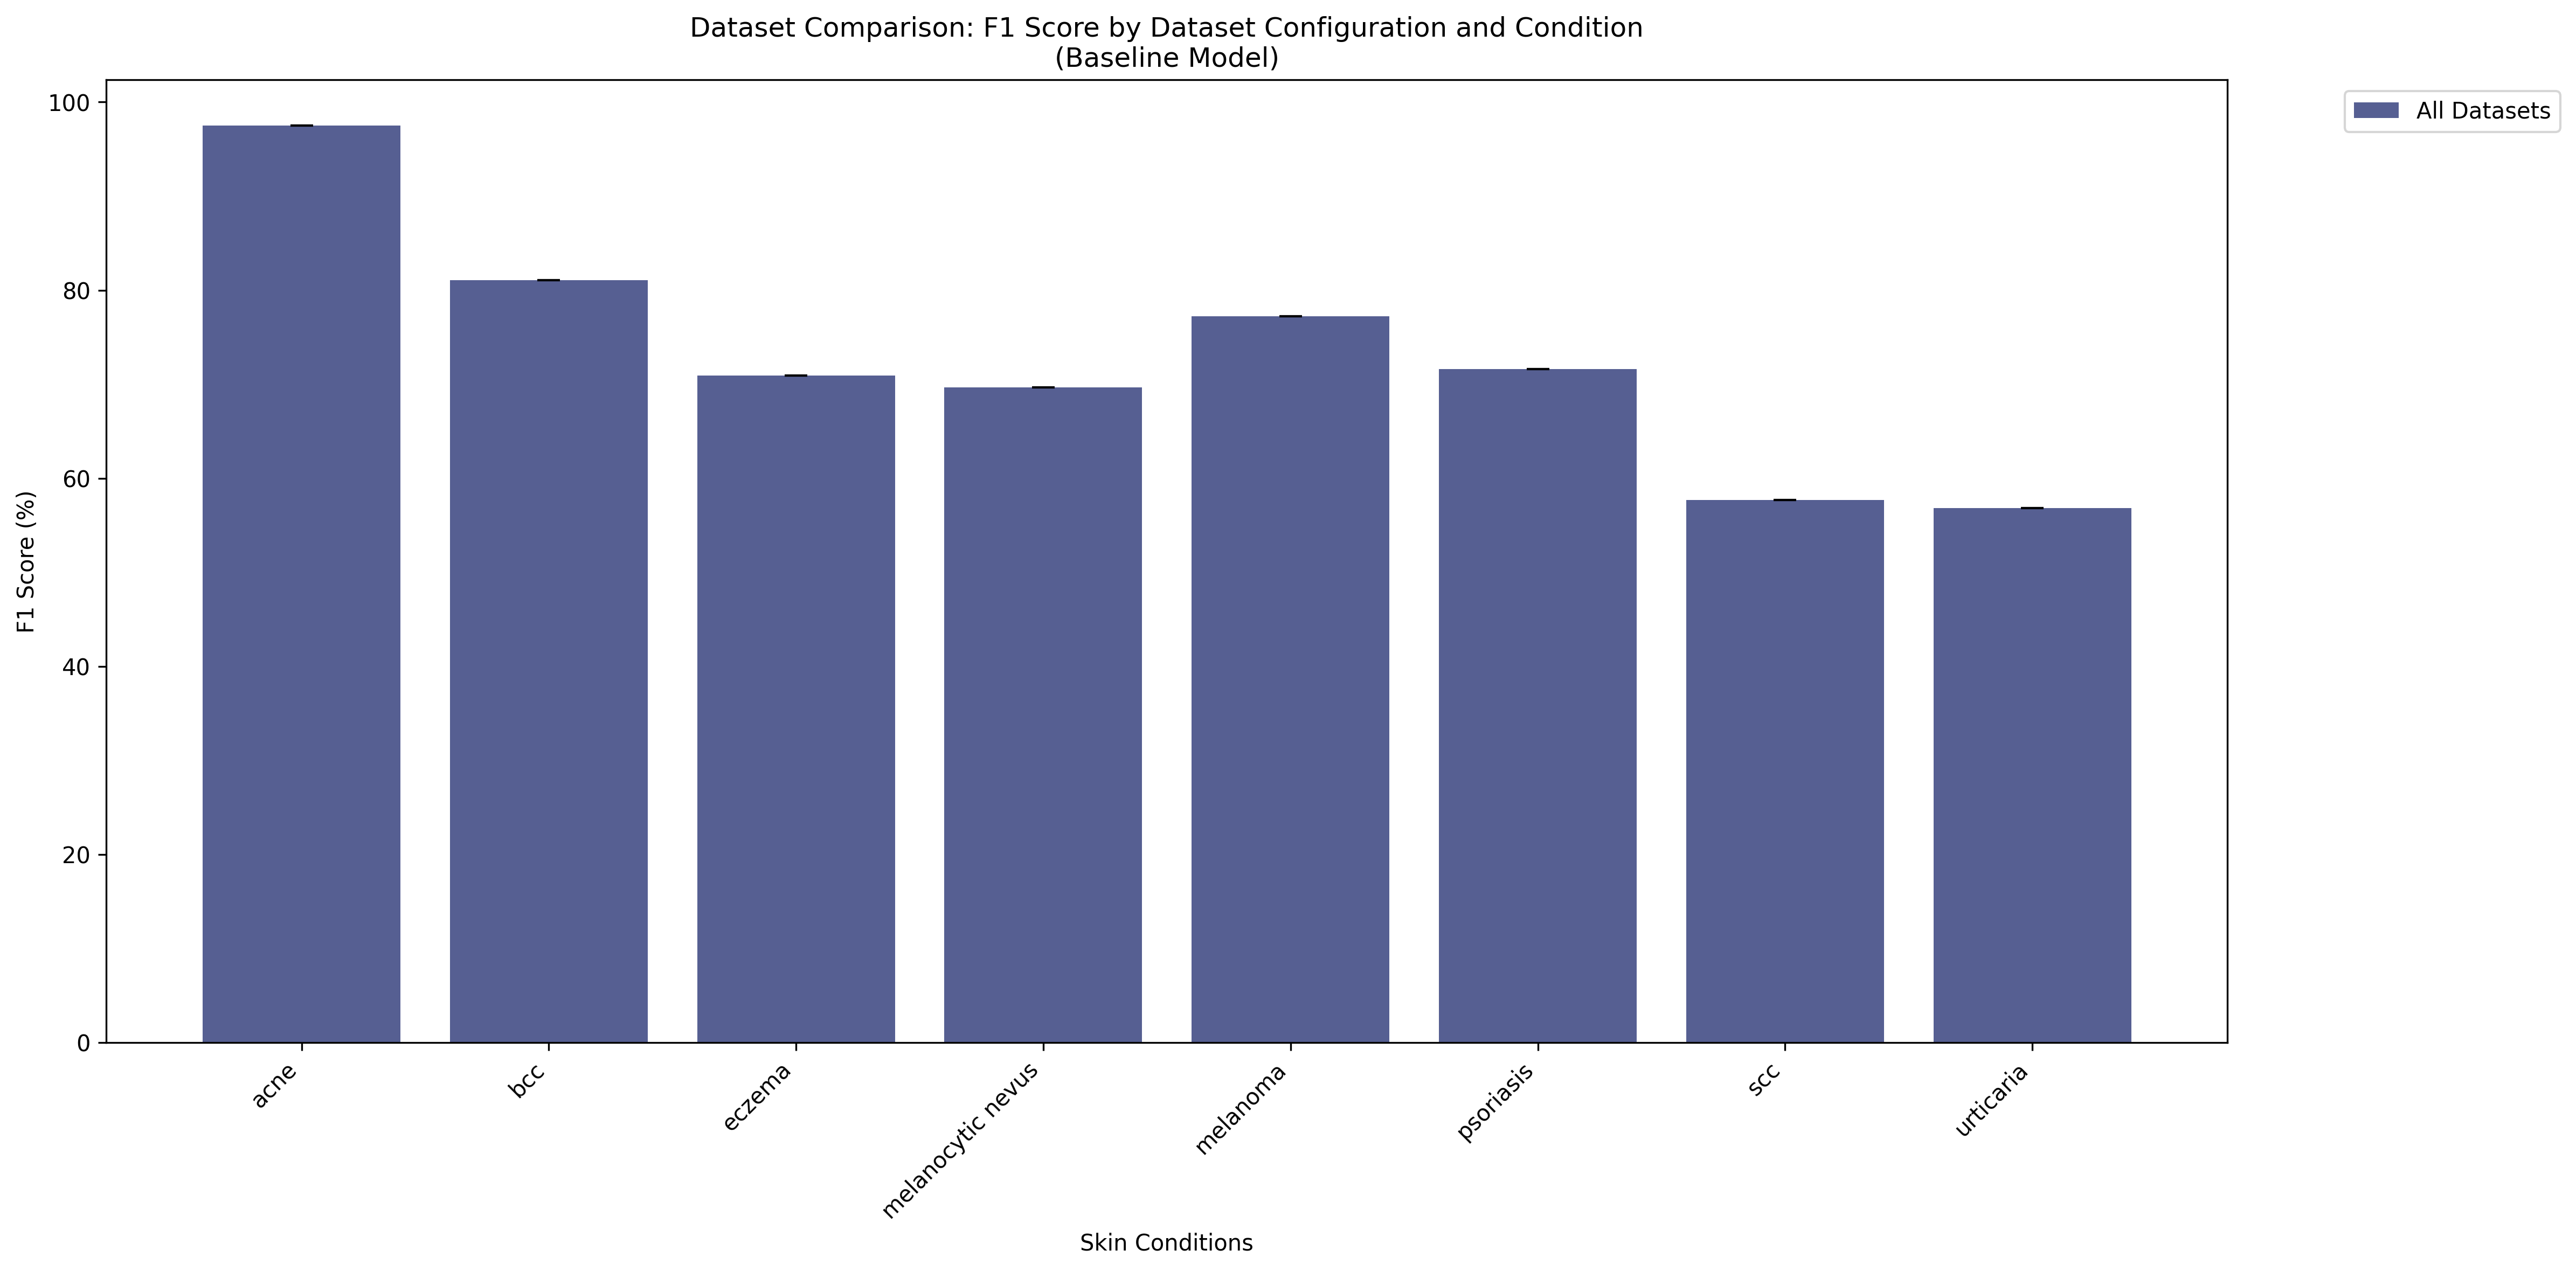 Dataset Comparison: F1 Score by Dataset Configuration and Condition
(Baseline Model)
All Datasets
F1 Score (%)
100
80
60
40
20
0
acne
bcc
eczema
melanocytic nevus
melanoma
psoriasis
scc
urticaria
Skin Conditions